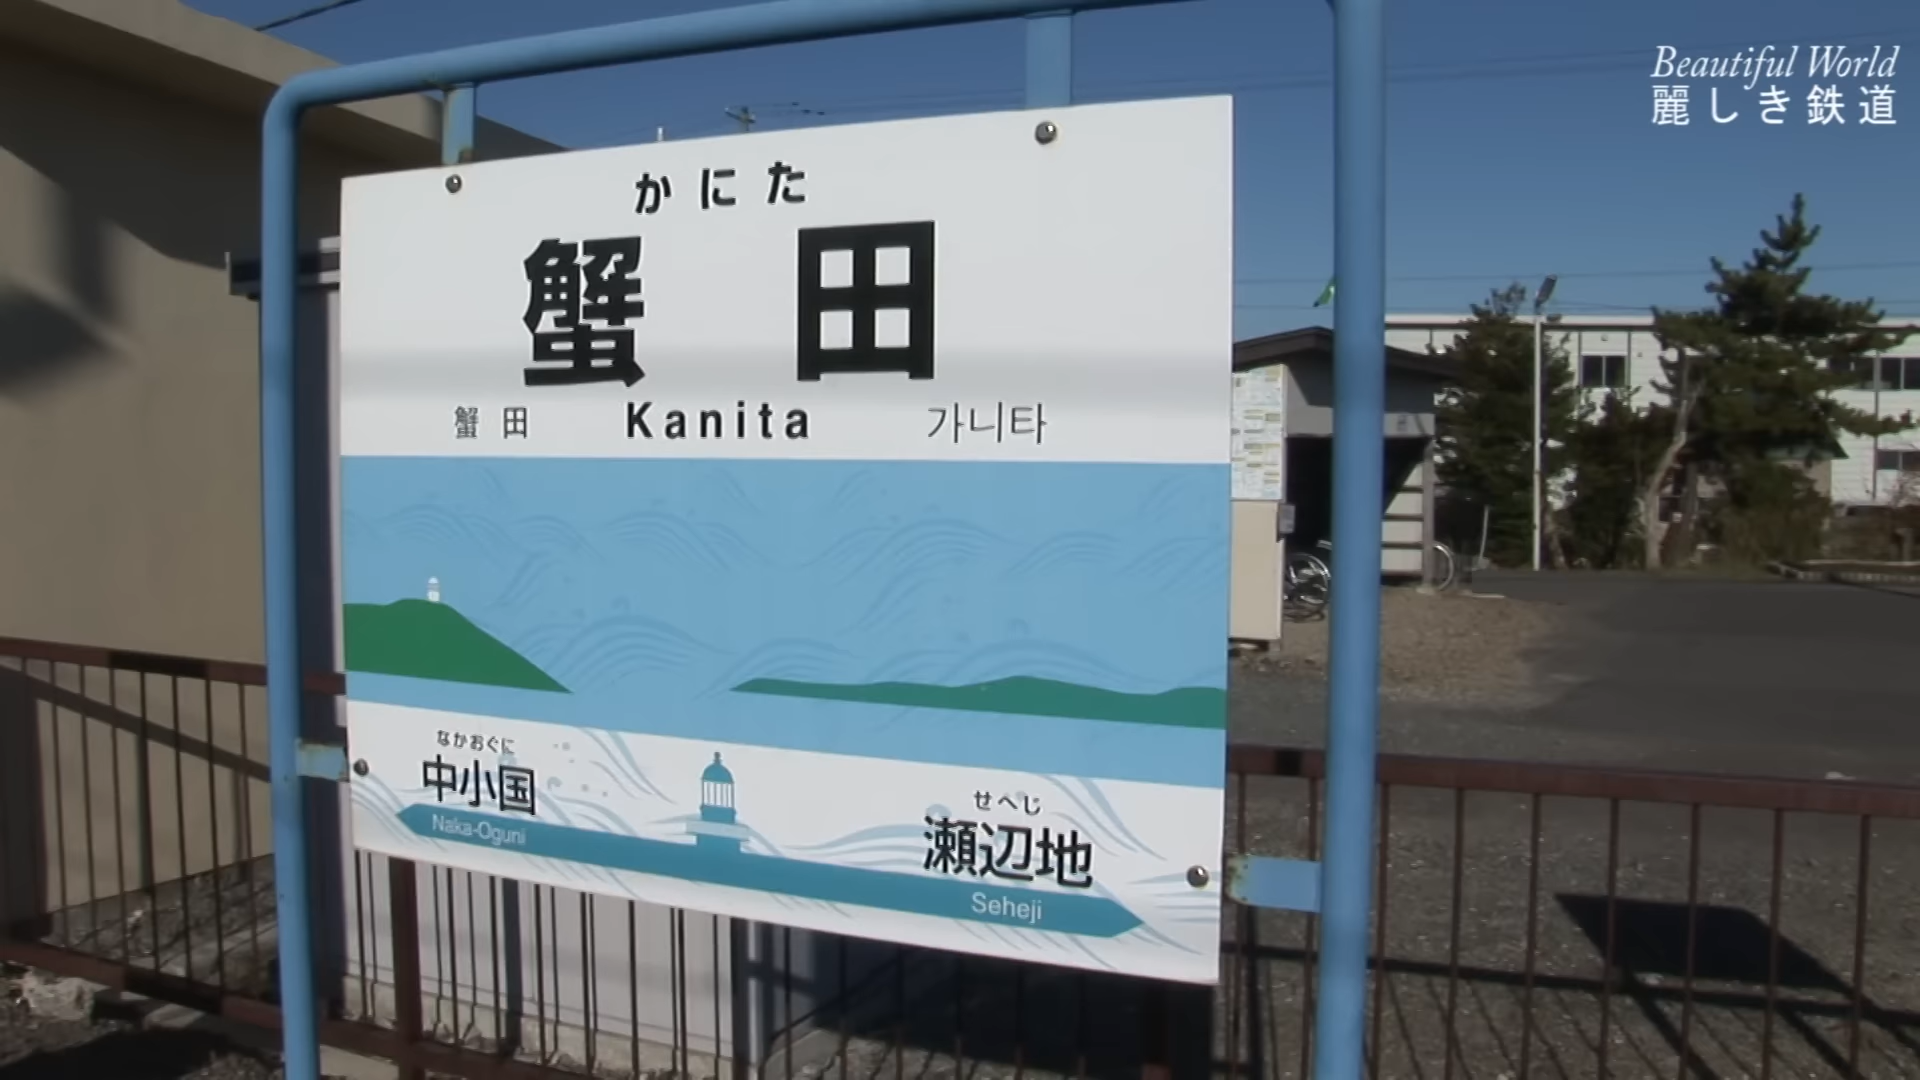 Beautiful World
麗しき鉄道
かにた
蟹田
蟹田 Kanita 가니타
なかおぐに
中小国
Naka-Oguni
せへじ
瀬辺地
Seheji